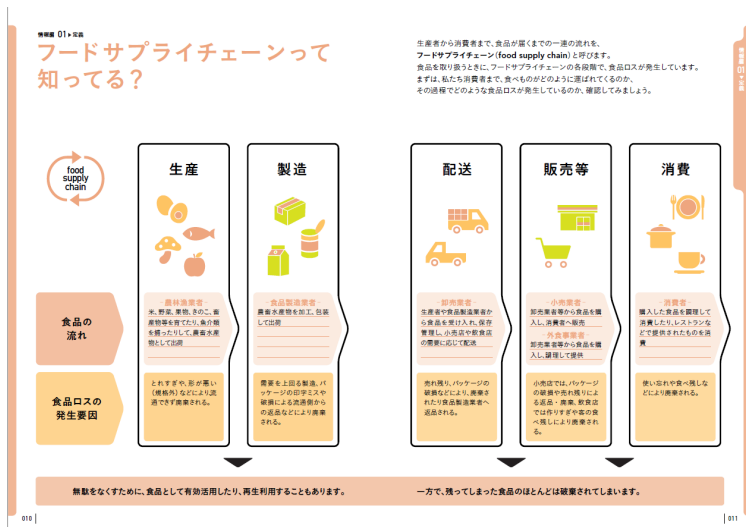 情報編 01▶定義
フードサプライチェーンって
知ってる？
生産者から消費者まで、食品が届くまでの一連の流れを、
フードサプライチェーン（food supply chain）と呼びます。
食品を取り扱うときに、フードサプライチェーンの各段階で、食品ロスが発生しています。
まずは、私たち消費者まで、食べものがどのように運ばれてくるのか、
その過程でどのような食品ロスが発生しているのか、確認してみましょう。
情報編 01▶定義
food
supply
chain
生産
製造
配送
販売等
消費
食品の
流れ
農林漁業者
米、野菜、果物、きのこ、畜
産物等を育てたり、魚介類
を捕ったりして、農畜水産
物として出荷
食品製造業者
農畜水産物を加工、包装
して出荷
卸売業者
生産者や食品製造業者か
ら食品を受け入れ、保存
管理し、小売店や飲食店
の需要に応じて配送
小売業者
卸売業者等から食品を購
入し、消費者へ販売
外食事業者
卸売業者等から食品を購
入し、調理して提供
消費者
購入した食品を調理して
消費したり、レストランな
どで提供されたものを消
費
食品ロスの
発生要因
とれすぎや、形が悪い
（規格外）などにより、流
通できず廃棄される。
需要を上回る製造、パ
ッケージの印字ミスや
破損による流通側から
の返品などにより廃棄
される。
売れ残り、パッケージの
破損などにより、廃棄さ
れたり食品製造業者へ
返品される。
小売店では、パッケージ
の破損や売れ残りによ
る返品・廃棄、飲食店
では作りすぎや客の食
べ残しにより廃棄され
る。
使い忘れや食べ残しな
どにより廃棄される。
無駄をなくすために、食品として有効活用したり、再生利用することもあります。
一方で、残ってしまった食品のほとんどは破棄されてしまいます。
010
011